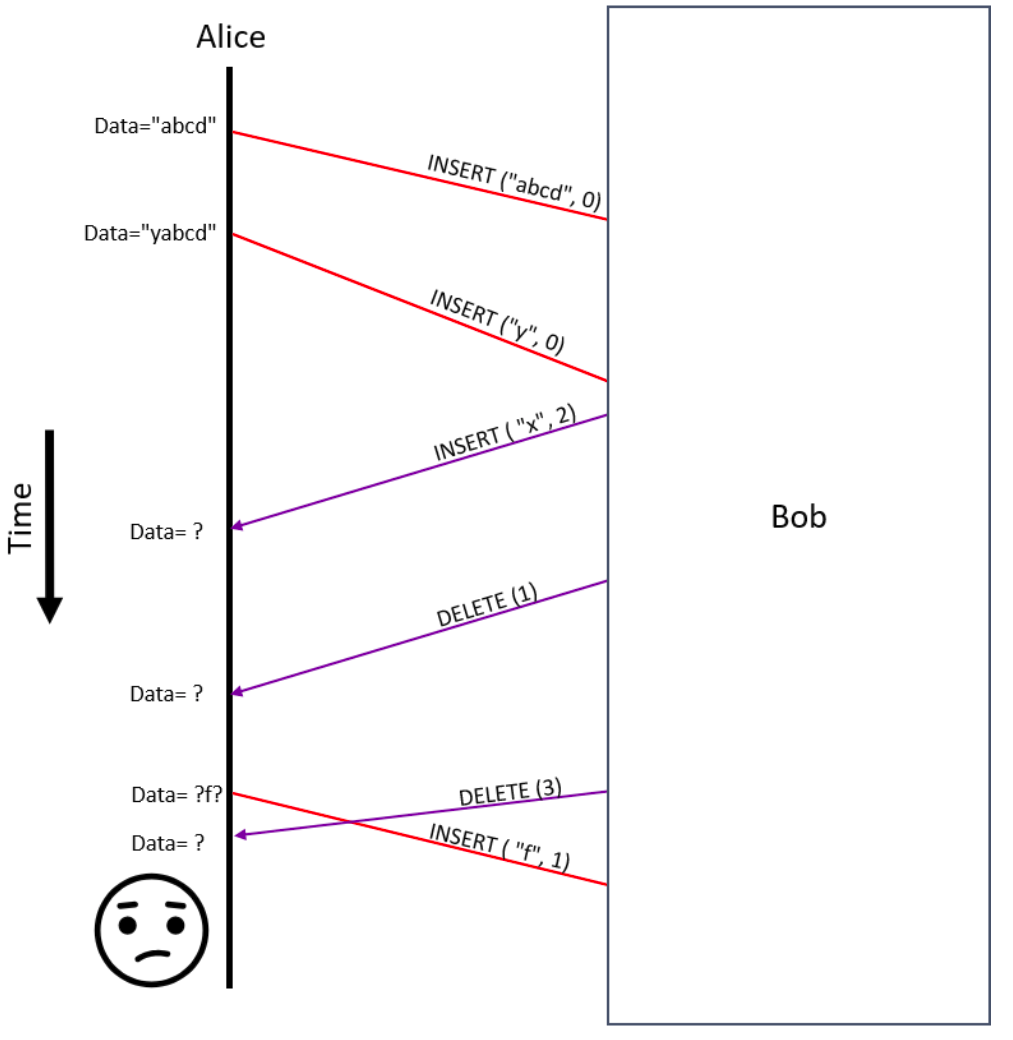 Alice
Data="abcd"
INSERT ("abcd", 0)
Data="yabcd"
INSERT ("y", 0)
INSERT ( "x", 2)
Time
Bob
Data= ?
DELETE (1)
Data= ?
Data= ?f?
DELETE (3)
INSERT ( "f", 1)
Data= ?